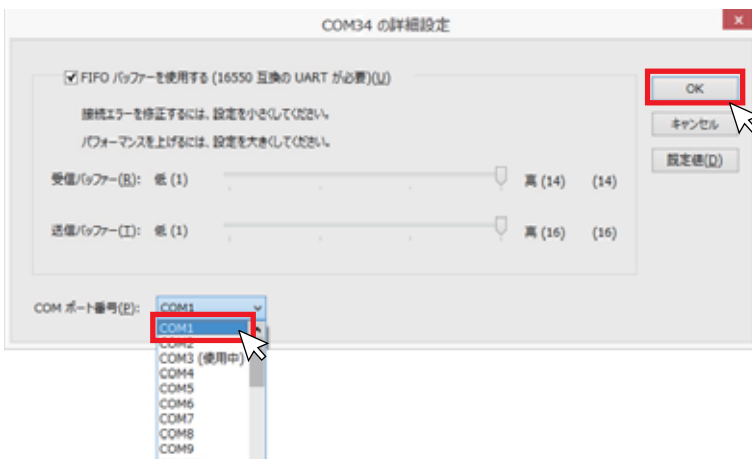 COM34 の詳細設定
x
FIFO バッファーを使用する (16550 互換の UART が必要)(U)
OK
接続エラーを修正するには、設定を小さくしてください。
キャンセル
パフォーマンスを上げるには、設定を大きくしてください。
既定値(D)
受信バッファー(R): 低 (1) 高 (14) (14)
送信バッファー(T): 低 (1) 高 (16) (16)
COM ポート番号(P): COM1
COM1
COM2
COM3 (使用中)
COM4
COM5
COM6
COM7
COM8
COM9